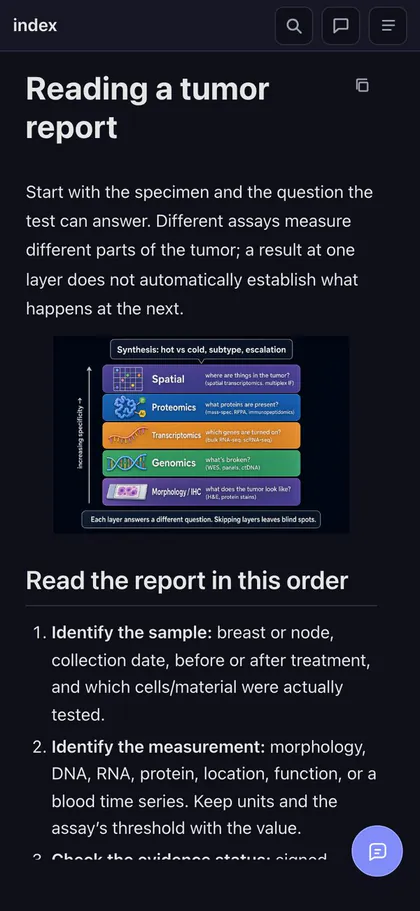 index
Reading a tumor
report
Start with the specimen and the question the
test can answer. Different assays measure
different parts of the tumor; a result at one
layer does not automatically establish what
happens at the next.
Synthesis: hot vs cold, subtype, escalation
increasing specificity →
Spatial
where are things in the tumor?
(spatial transcriptomics, multiplex IF)
Proteomics
what proteins are present?
(mass-spec, RPPA, immunopeptidomics)
Transcriptomics
which genes are turned on?
(bulk RNA-seq, scRNA-seq)
Genomics
what's broken?
(WES, panels, ctDNA)
Morphology / IHC
what does the tumor look like?
(H&E, protein stains)
Each layer answers a different question. Skipping layers leaves blind spots.
Read the report in this order
1. Identify the sample: breast or node,
collection date, before or after treatment,
and which cells/material were actually
tested.
2. Identify the measurement: morphology,
DNA, RNA, protein, location, function, or a
blood time series. Keep units and the
assay's threshold with the value.
3. Check the evidence status: signed